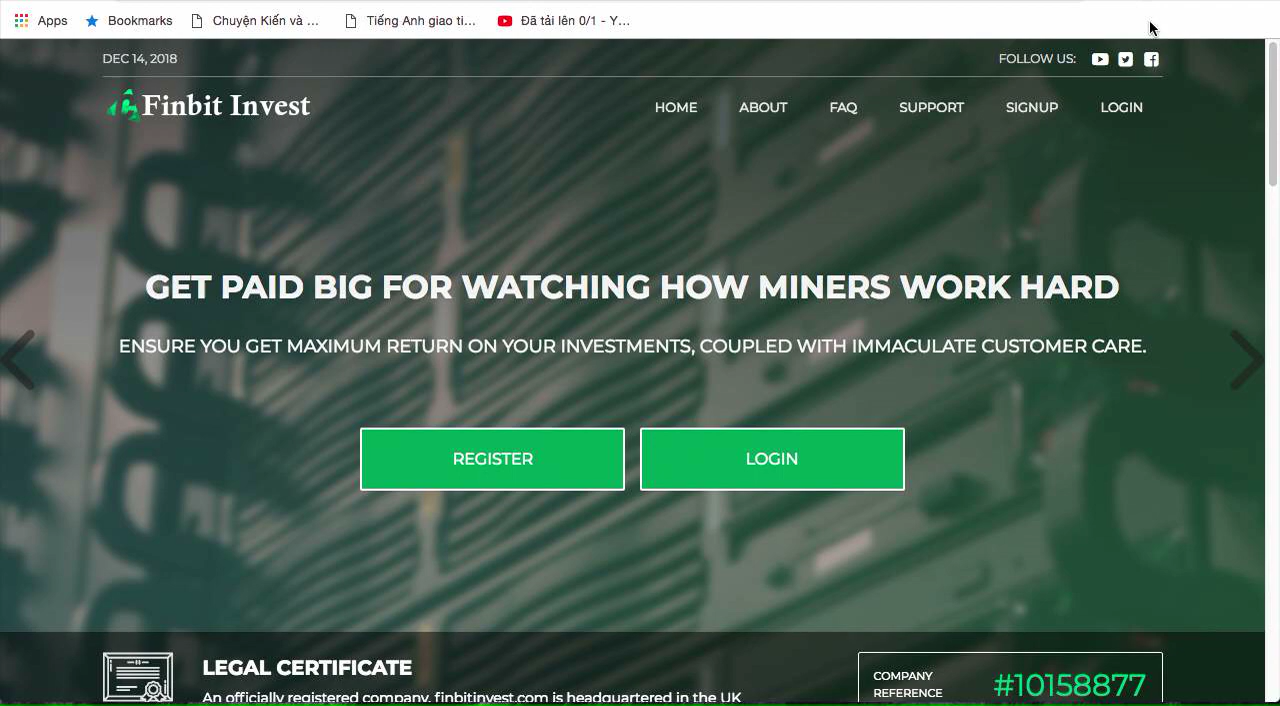 Apps Bookmarks Chuyện Kiến và ... Tiếng Anh giao ti... Đã tải lên 0/1 - Y...
DEC 14, 2018 FOLLOW US:
Finbit Invest HOME ABOUT FAQ SUPPORT SIGNUP LOGIN
GET PAID BIG FOR WATCHING HOW MINERS WORK HARD
ENSURE YOU GET MAXIMUM RETURN ON YOUR INVESTMENTS, COUPLED WITH IMMACULATE CUSTOMER CARE.
REGISTER LOGIN
LEGAL CERTIFICATE
An officially registered company, finbitinvest.com is headquartered in the UK
COMPANY
REFERENCE
#10158877